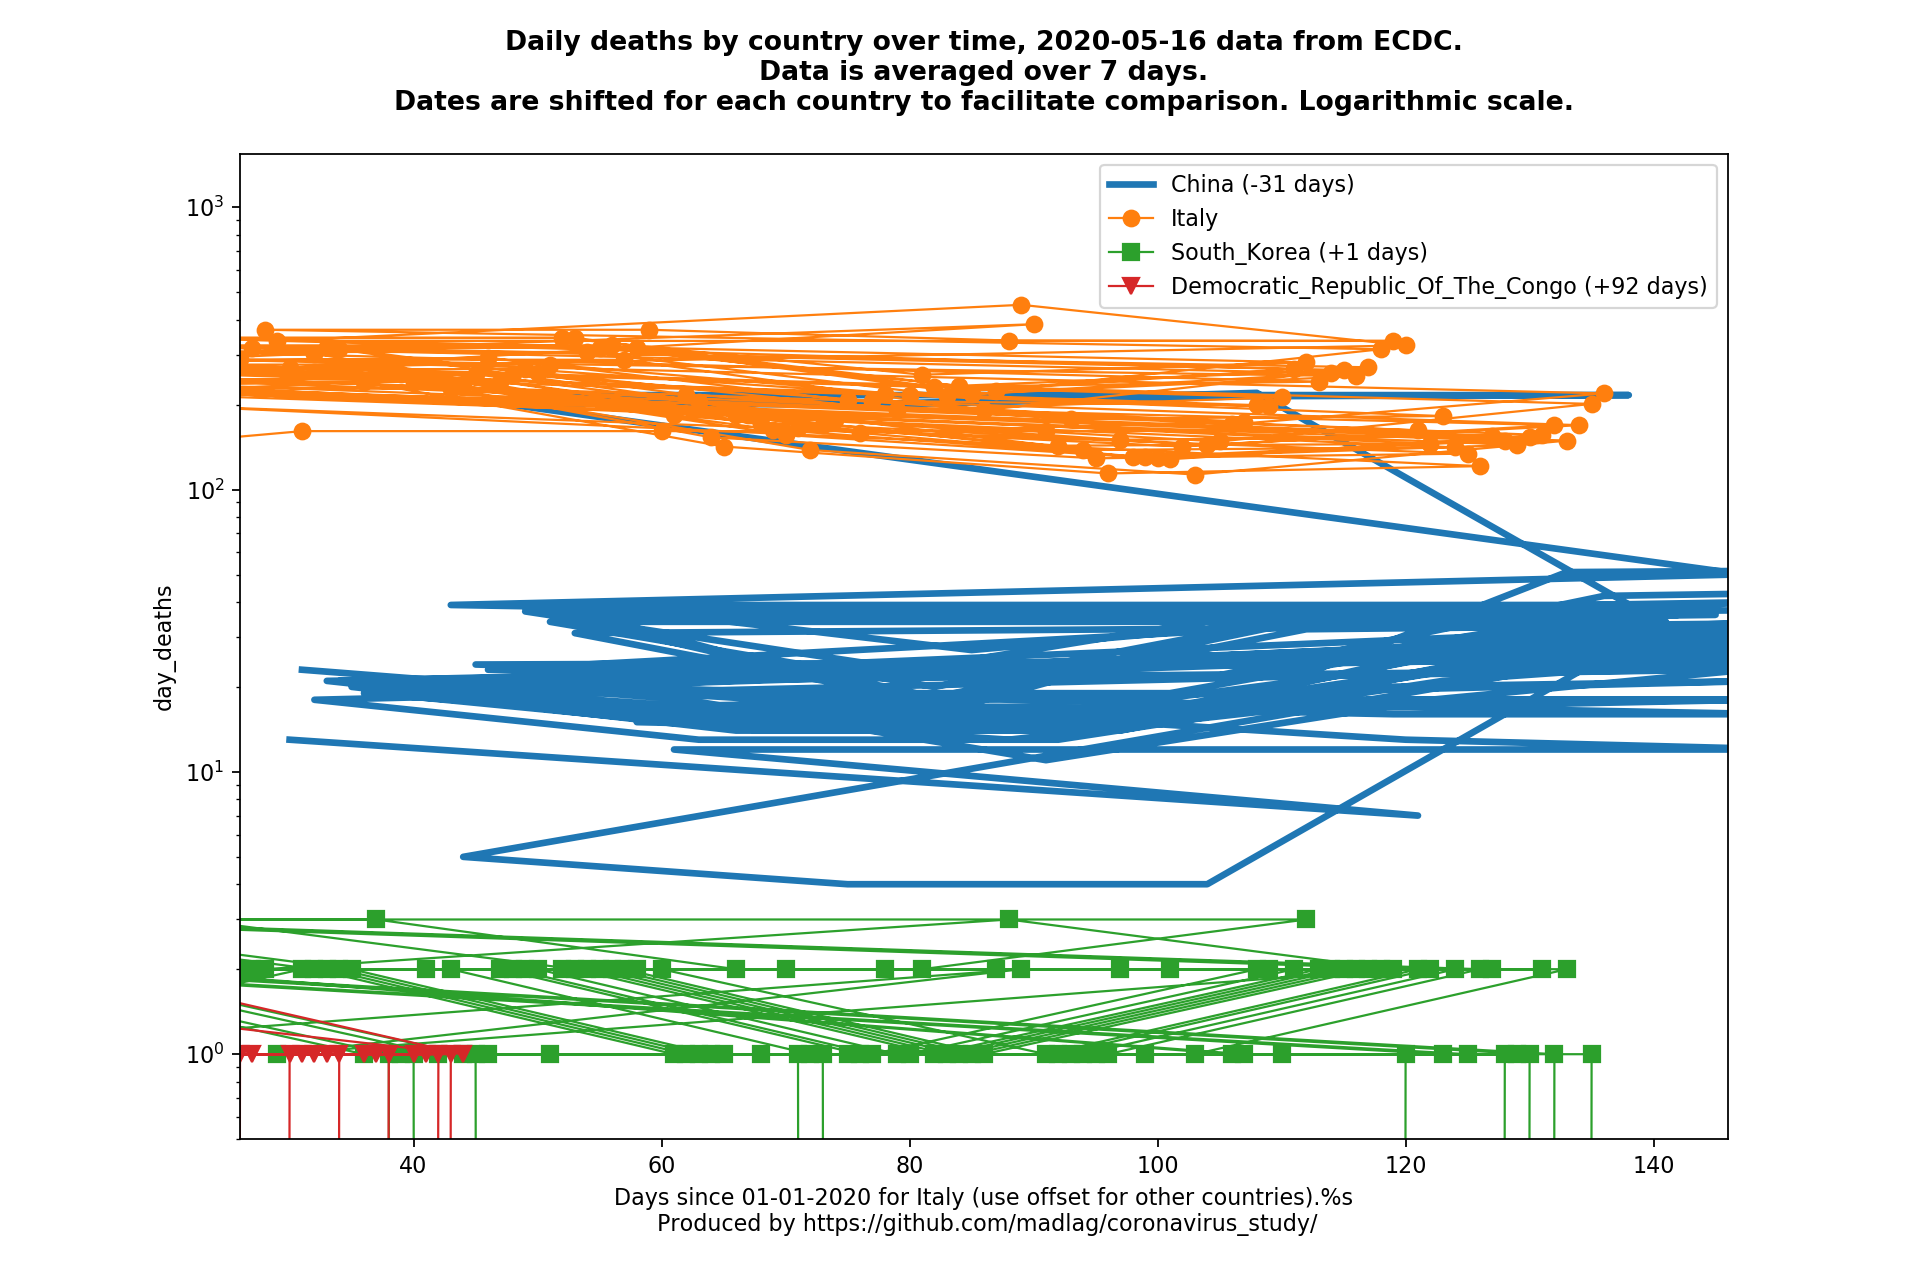 Daily deaths by country over time, 2020-05-16 data from ECDC.
Data is averaged over 7 days.
Dates are shifted for each country to facilitate comparison. Logarithmic scale.
China (-31 days)
Italy
South_Korea (+1 days)
Democratic_Republic_Of_The_Congo (+92 days)
10³
10²
10¹
10⁰
day_deaths
40 60 80 100 120 140
Days since 01-01-2020 for Italy (use offset for other countries).%s
Produced by https://github.com/madlag/coronavirus_study/